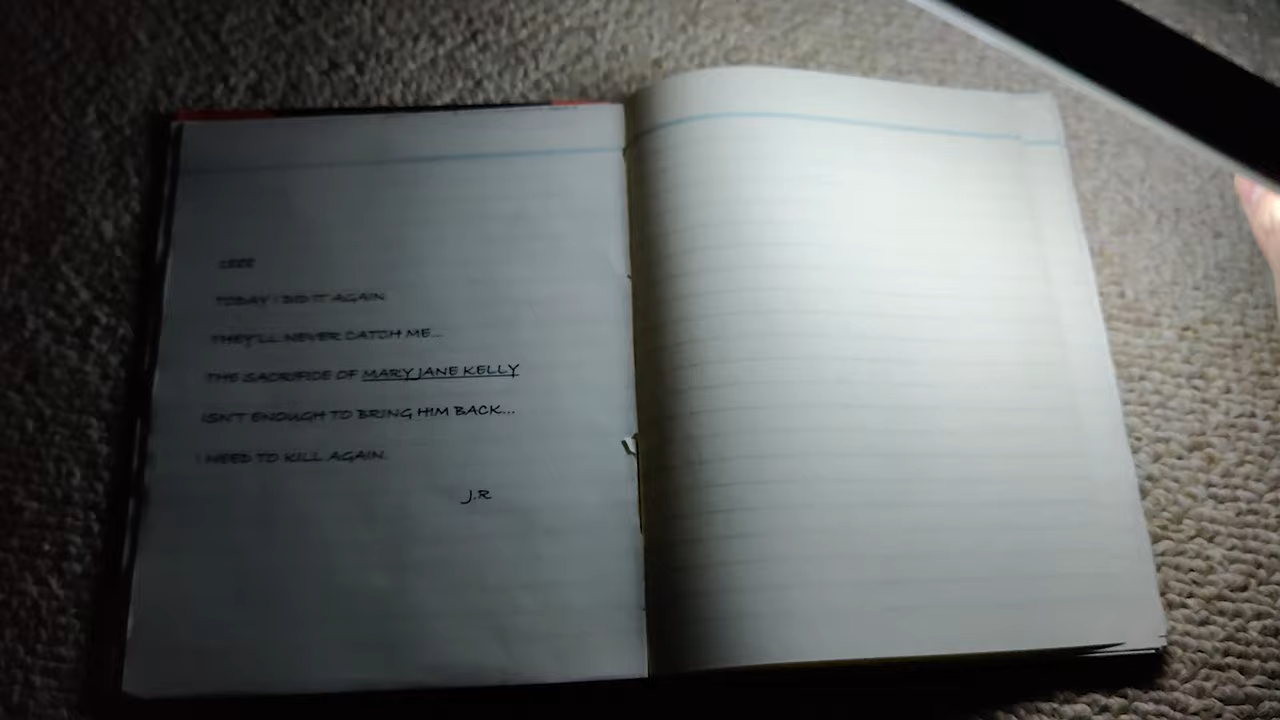 1888
TODAY I DID IT AGAIN
THEY'LL NEVER CATCH ME...
THE SACRIFICE OF MARY JANE KELLY
ISN'T ENOUGH TO BRING HIM BACK...
I NEED TO KILL AGAIN.
J.R